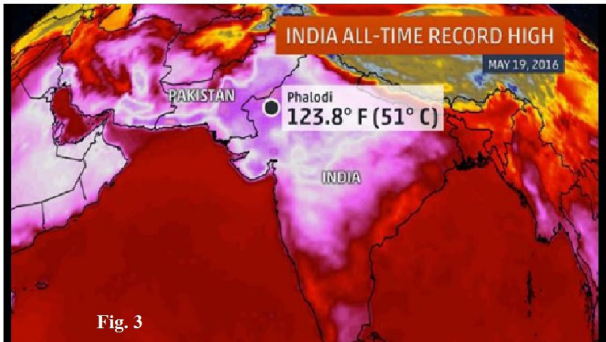 INDIA ALL-TIME RECORD HIGH
MAY 19, 2016
PAKISTAN
Phalodi
123.8° F (51° C)
INDIA
Fig. 3